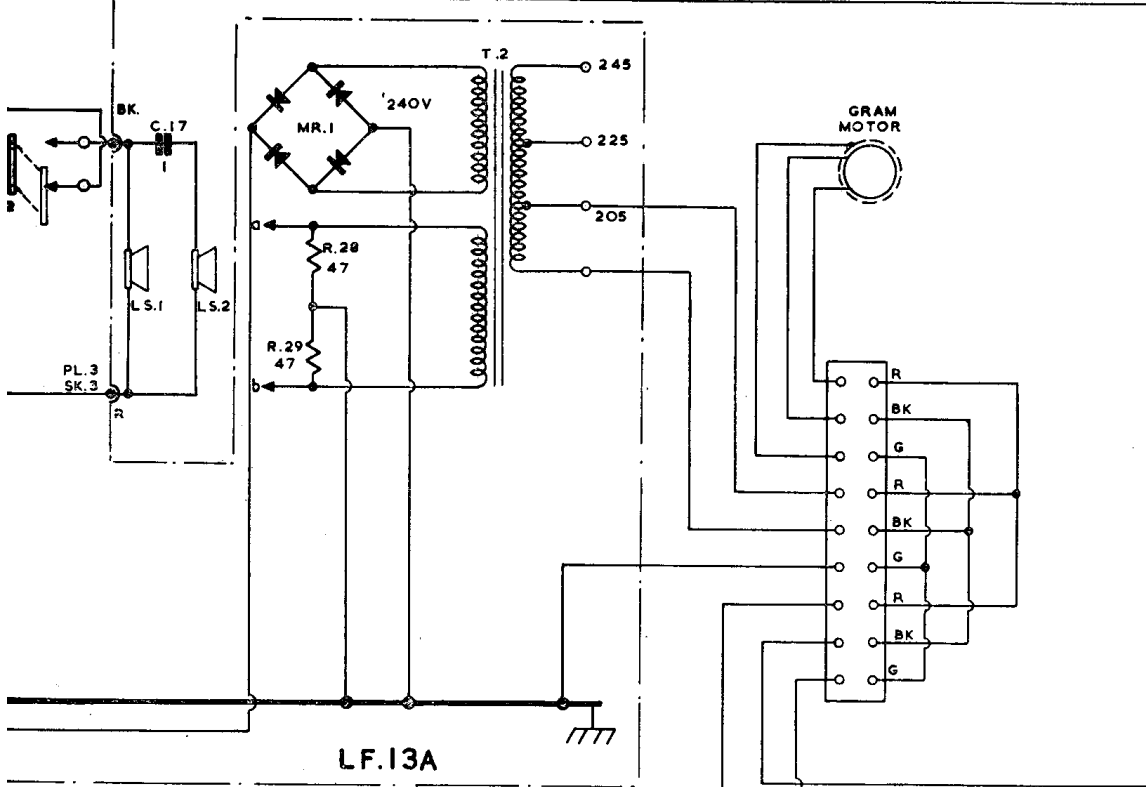 T.2
245
BK.
C.17
1
MR.1
'240V
GRAM
MOTOR
225
205
a
R.28
47
L.S.1
L.S.2
R.29
47
PL.3
SK.3
b
R
R
BK
G
R
BK
G
R
BK
G
LF.13A